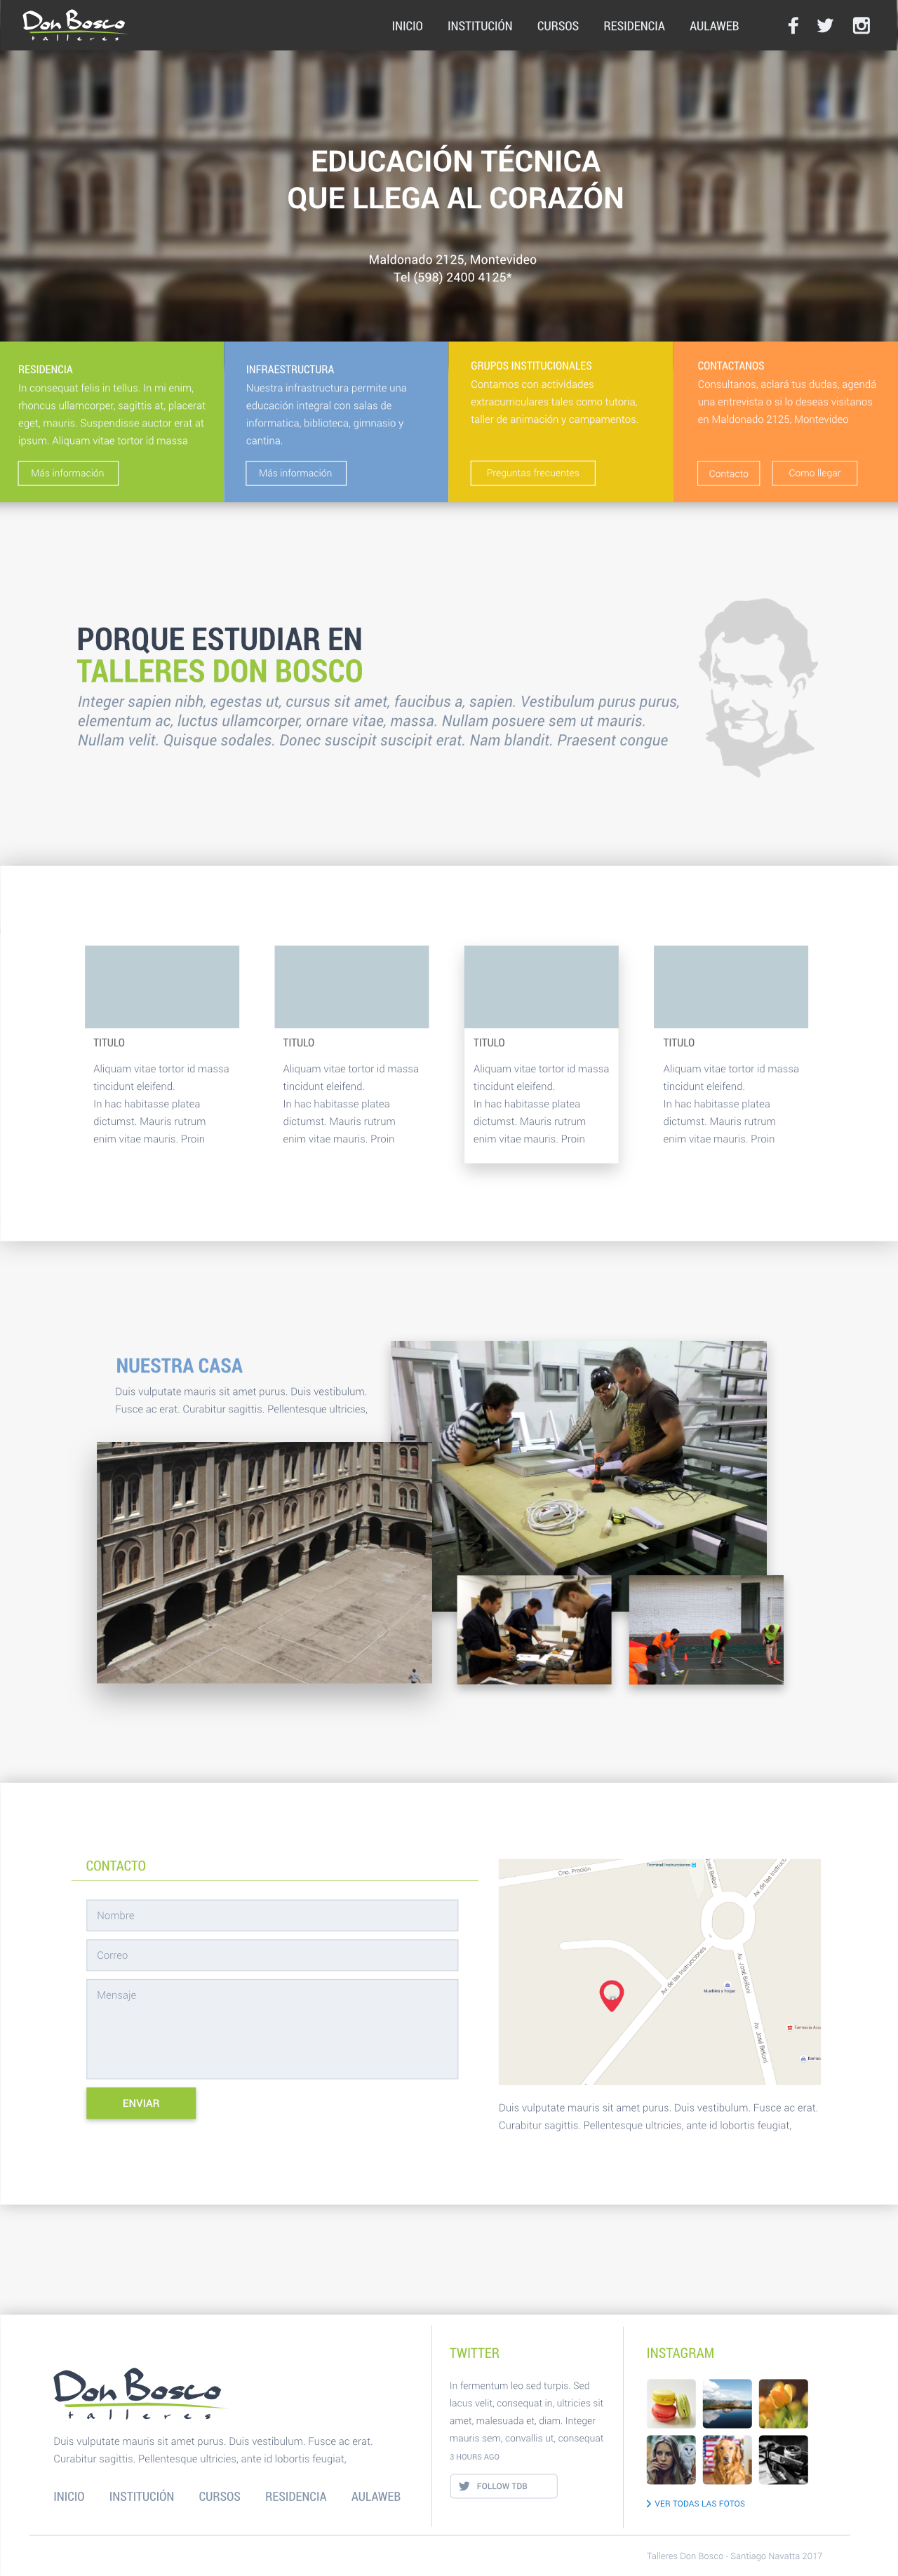 Don Bosco
talleres
INICIO INSTITUCIÓN CURSOS RESIDENCIA AULAWEB
EDUCACIÓN TÉCNICA
QUE LLEGA AL CORAZÓN
Maldonado 2125, Montevideo
Tel (598) 2400 4125*
RESIDENCIA
In consequat felis in tellus. In mi enim,
rhoncus ullamcorper, sagittis at, placerat
eget, mauris. Suspendisse auctor erat at
ipsum. Aliquam vitae tortor id massa
Más información
INFRAESTRUCTURA
Nuestra infrastructura permite una
educación integral con salas de
informatica, biblioteca, gimnasio y
cantina.
Más información
GRUPOS INSTITUCIONALES
Contamos con actividades
extracurriculares tales como tutoria,
taller de animación y campamentos.
Preguntas frecuentes
CONTACTANOS
Consultanos, aclará tus dudas, agendá
una entrevista o si lo deseas visitanos
en Maldonado 2125, Montevideo
Contacto
Como llegar
PORQUE ESTUDIAR EN
TALLERES DON BOSCO
Integer sapien nibh, egestas ut, cursus sit amet, faucibus a, sapien. Vestibulum purus purus,
elementum ac, luctus ullamcorper, ornare vitae, massa. Nullam posuere sem ut mauris.
Nullam velit. Quisque sodales. Donec suscipit suscipit erat. Nam blandit. Praesent congue
TITULO
Aliquam vitae tortor id massa
tincidunt eleifend.
In hac habitasse platea
dictumst. Mauris rutrum
enim vitae mauris. Proin
TITULO
Aliquam vitae tortor id massa
tincidunt eleifend.
In hac habitasse platea
dictumst. Mauris rutrum
enim vitae mauris. Proin
TITULO
Aliquam vitae tortor id massa
tincidunt eleifend.
In hac habitasse platea
dictumst. Mauris rutrum
enim vitae mauris. Proin
TITULO
Aliquam vitae tortor id massa
tincidunt eleifend.
In hac habitasse platea
dictumst. Mauris rutrum
enim vitae mauris. Proin
NUESTRA CASA
Duis vulputate mauris sit amet purus. Duis vestibulum.
Fusce ac erat. Curabitur sagittis. Pellentesque ultricies,
CONTACTO
Nombre
Correo
Mensaje
ENVIAR
Terminal Instrucciones
Av. de las Instrucciones
Av. José Belloni
Av. José Belloni
Muebles y hogar
Duis vulputate mauris sit amet purus. Duis vestibulum. Fusce ac erat.
Curabitur sagittis. Pellentesque ultricies, ante id lobortis feugiat,
Don Bosco
talleres
Duis vulputate mauris sit amet purus. Duis vestibulum. Fusce ac erat.
Curabitur sagittis. Pellentesque ultricies, ante id lobortis feugiat,
INICIO INSTITUCIÓN CURSOS RESIDENCIA AULAWEB
TWITTER
In fermentum leo sed turpis. Sed
lacus velit, consequat in, ultricies sit
amet, malesuada et, diam. Integer
mauris sem, convallis ut, consequat
3 HOURS AGO
FOLLOW TDB
INSTAGRAM
VER TODAS LAS FOTOS
Talleres Don Bosco - Santiago Navatta 2017